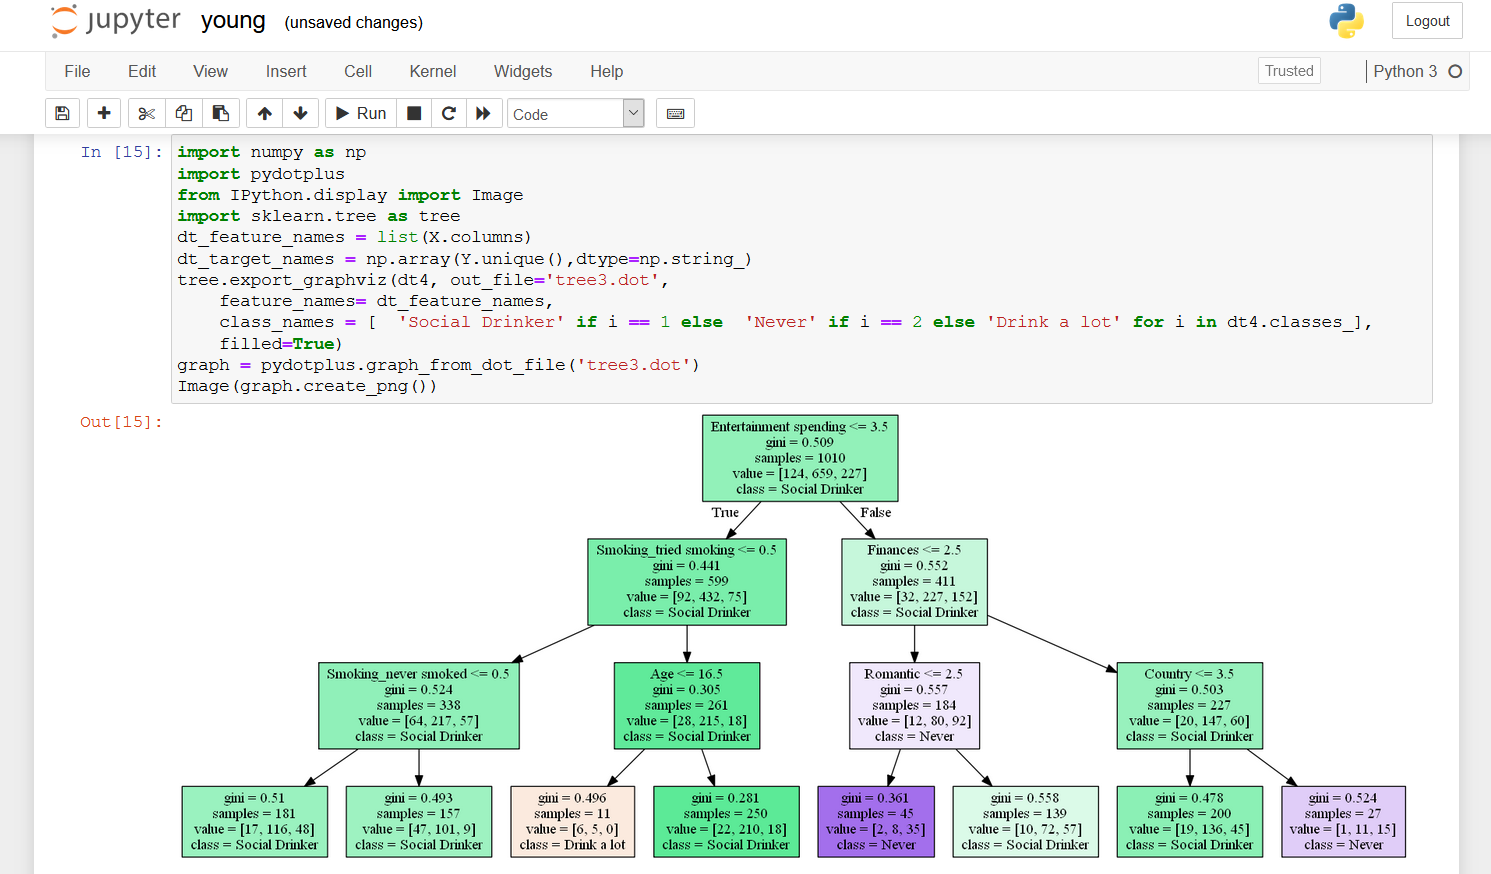 jupyter young (unsaved changes) Logout
File Edit View Insert Cell Kernel Widgets Help Trusted Python 3
Run Code
In [15]: import numpy as np
import pydotplus
from IPython.display import Image
import sklearn.tree as tree
dt_feature_names = list(X.columns)
dt_target_names = np.array(Y.unique(),dtype=np.string_)
tree.export_graphviz(dt4, out_file='tree3.dot',
    feature_names= dt_feature_names,
    class_names = [  'Social Drinker' if i == 1 else  'Never' if i == 2 else 'Drink a lot' for i in dt4.classes_],
    filled=True)
graph = pydotplus.graph_from_dot_file('tree3.dot')
Image(graph.create_png())
Out[15]:
Entertainment spending <= 3.5
gini = 0.509
samples = 1010
value = [124, 659, 227]
class = Social Drinker
True
False
Smoking_tried smoking <= 0.5
gini = 0.441
samples = 599
value = [92, 432, 75]
class = Social Drinker
Finances <= 2.5
gini = 0.552
samples = 411
value = [32, 227, 152]
class = Social Drinker
Smoking_never smoked <= 0.5
gini = 0.524
samples = 338
value = [64, 217, 57]
class = Social Drinker
Age <= 16.5
gini = 0.305
samples = 261
value = [28, 215, 18]
class = Social Drinker
Romantic <= 2.5
gini = 0.557
samples = 184
value = [12, 80, 92]
class = Never
Country <= 3.5
gini = 0.503
samples = 227
value = [20, 147, 60]
class = Social Drinker
gini = 0.51
samples = 181
value = [17, 116, 48]
class = Social Drinker
gini = 0.493
samples = 157
value = [47, 101, 9]
class = Social Drinker
gini = 0.496
samples = 11
value = [6, 5, 0]
class = Drink a lot
gini = 0.281
samples = 250
value = [22, 210, 18]
class = Social Drinker
gini = 0.361
samples = 45
value = [2, 8, 35]
class = Never
gini = 0.558
samples = 139
value = [10, 72, 57]
class = Social Drinker
gini = 0.478
samples = 200
value = [19, 136, 45]
class = Social Drinker
gini = 0.524
samples = 27
value = [1, 11, 15]
class = Never